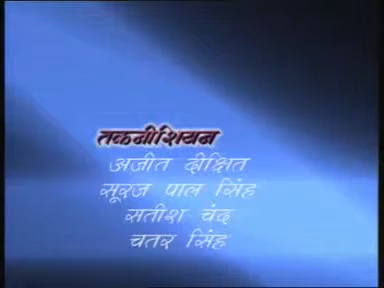 तकनीशियन
अजीत दीक्षित
सूरज पाल सिंह
सतीश चंद
चतर सिंह